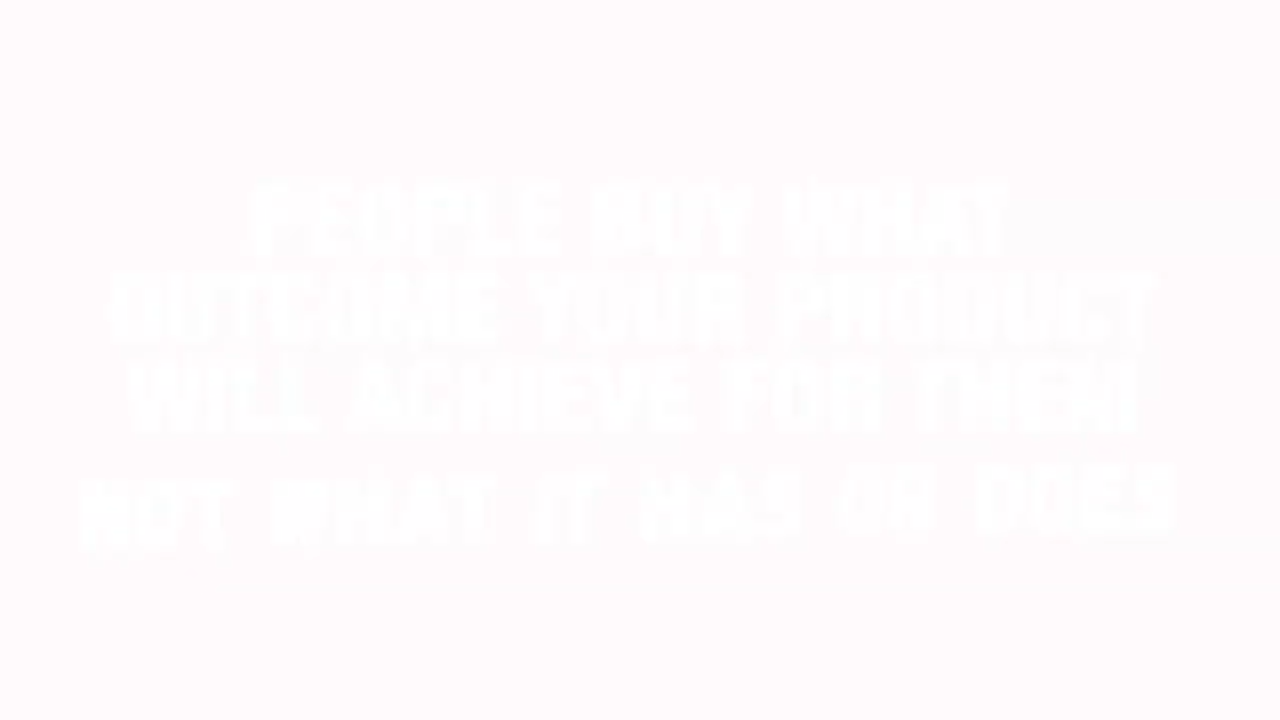 PEOPLE BUY WHAT
OUTCOME YOUR PRODUCT
WILL ACHIEVE FOR THEM
NOT WHAT IT HAS OR DOES